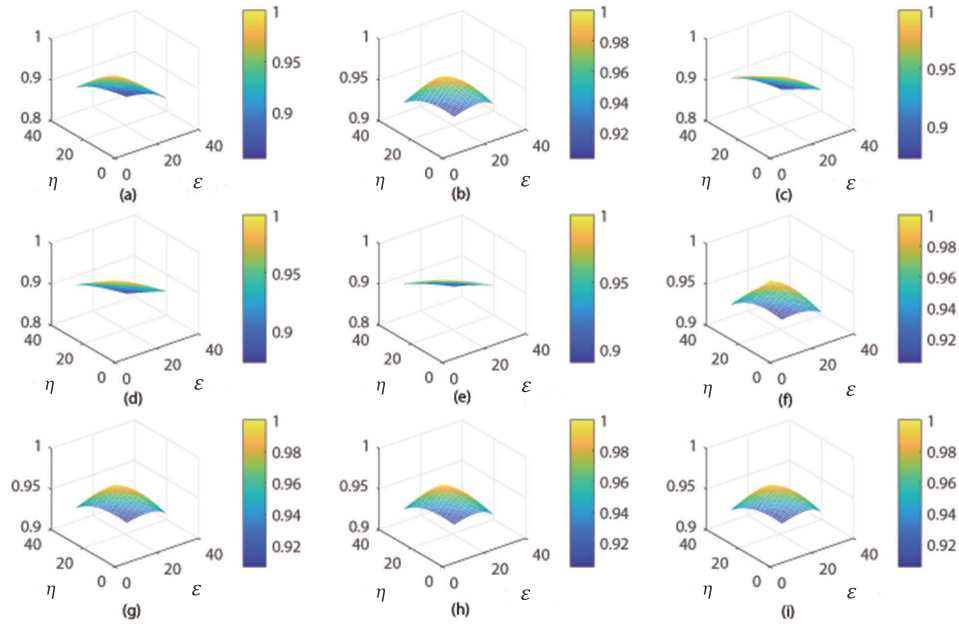 1 1 0.95 0.9 1 0.9 0.8 40 20 0 0 20 40 η ε (a)
1 0.98 0.96 0.94 0.92 1 0.95 0.9 40 20 0 0 20 40 η ε (b)
1 0.95 0.9 1 0.9 0.8 40 20 0 0 20 40 η ε (c)
1 0.95 0.9 1 0.9 0.8 40 20 0 0 20 40 η ε (d)
1 0.95 0.9 1 0.9 0.8 40 20 0 0 20 40 η ε (e)
1 0.98 0.96 0.94 0.92 1 0.95 0.9 40 20 0 0 20 40 η ε (f)
1 0.98 0.96 0.94 0.92 1 0.95 0.9 40 20 0 0 20 40 η ε (g)
1 0.98 0.96 0.94 0.92 1 0.95 0.9 40 20 0 0 20 40 η ε (h)
1 0.98 0.96 0.94 0.92 1 0.95 0.9 40 20 0 0 20 40 η ε (i)